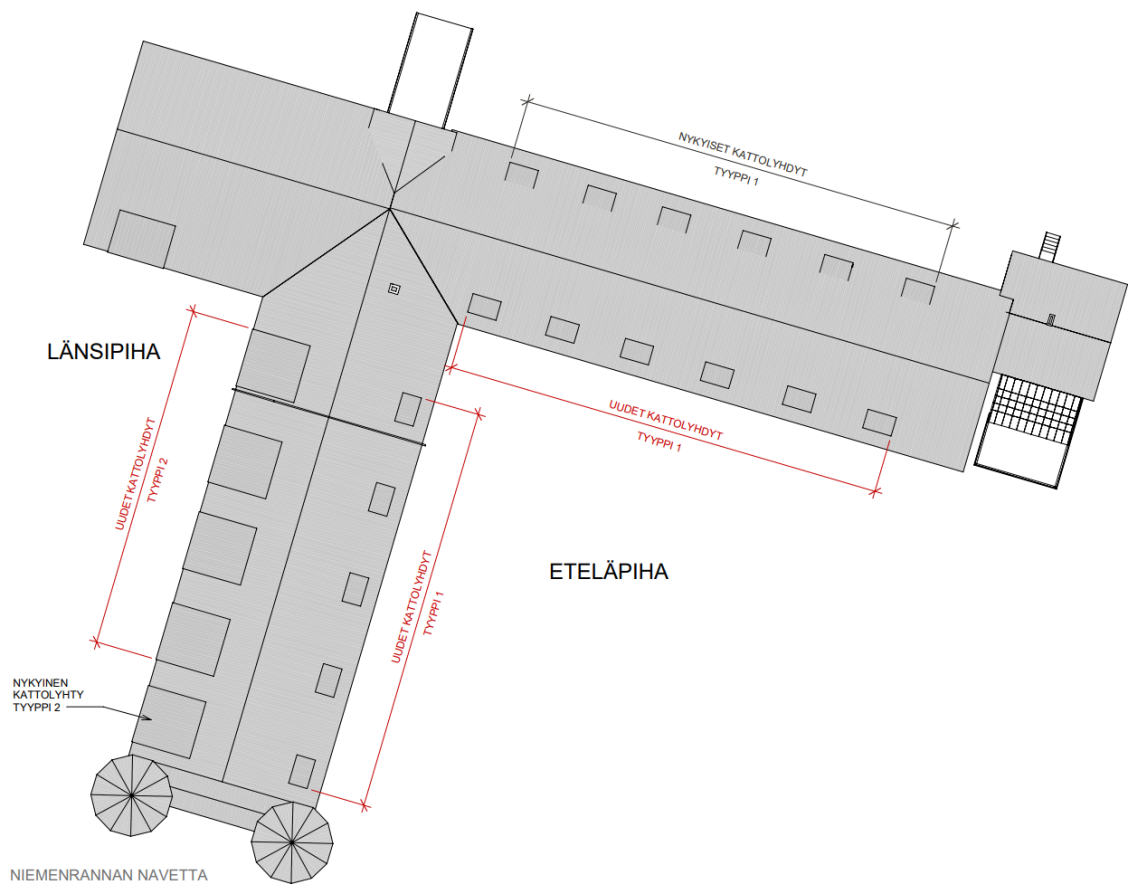 NYKYISET KATTOLYHDYT
TYYPPI 1
LÄNSIPIHA
UUDET KATTOLYHDYT
TYYPPI 2
UUDET KATTOLYHDYT
TYYPPI 1
UUDET KATTOLYHDYT
TYYPPI 1
ETELÄPIHA
NYKYINEN
KATTOLYHTY
TYYPPI 2
NIEMENRANNAN NAVETTA